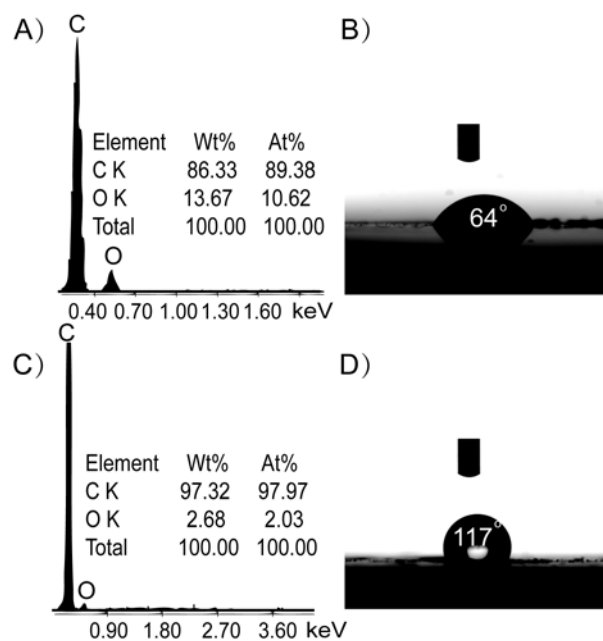 A)
C
Element Wt% At%
C K 86.33 89.38
O K 13.67 10.62
Total 100.00 100.00
O
0.40 0.70 1.00 1.30 1.60 keV
B)
64°
C)
C
Element Wt% At%
C K 97.32 97.97
O K 2.68 2.03
Total 100.00 100.00
O
0.90 1.80 2.70 3.60 keV
D)
117°